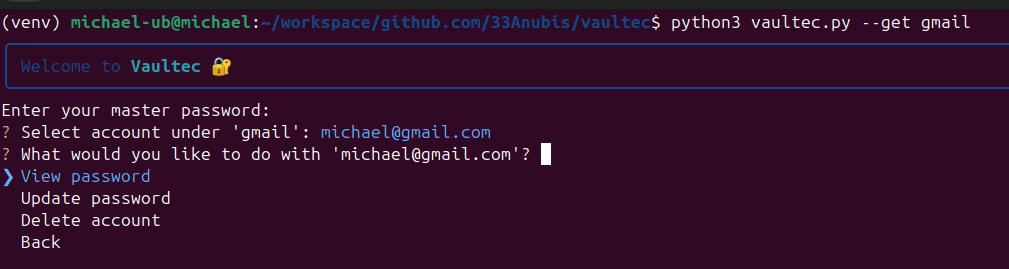 (venv) michael-ub@michael:~/workspace/github.com/33Anubis/vaultec$ python3 vaultec.py --get gmail
Welcome to Vaultec 🔐
Enter your master password:
? Select account under 'gmail': michael@gmail.com
? What would you like to do with 'michael@gmail.com'?
❯ View password
Update password
Delete account
Back